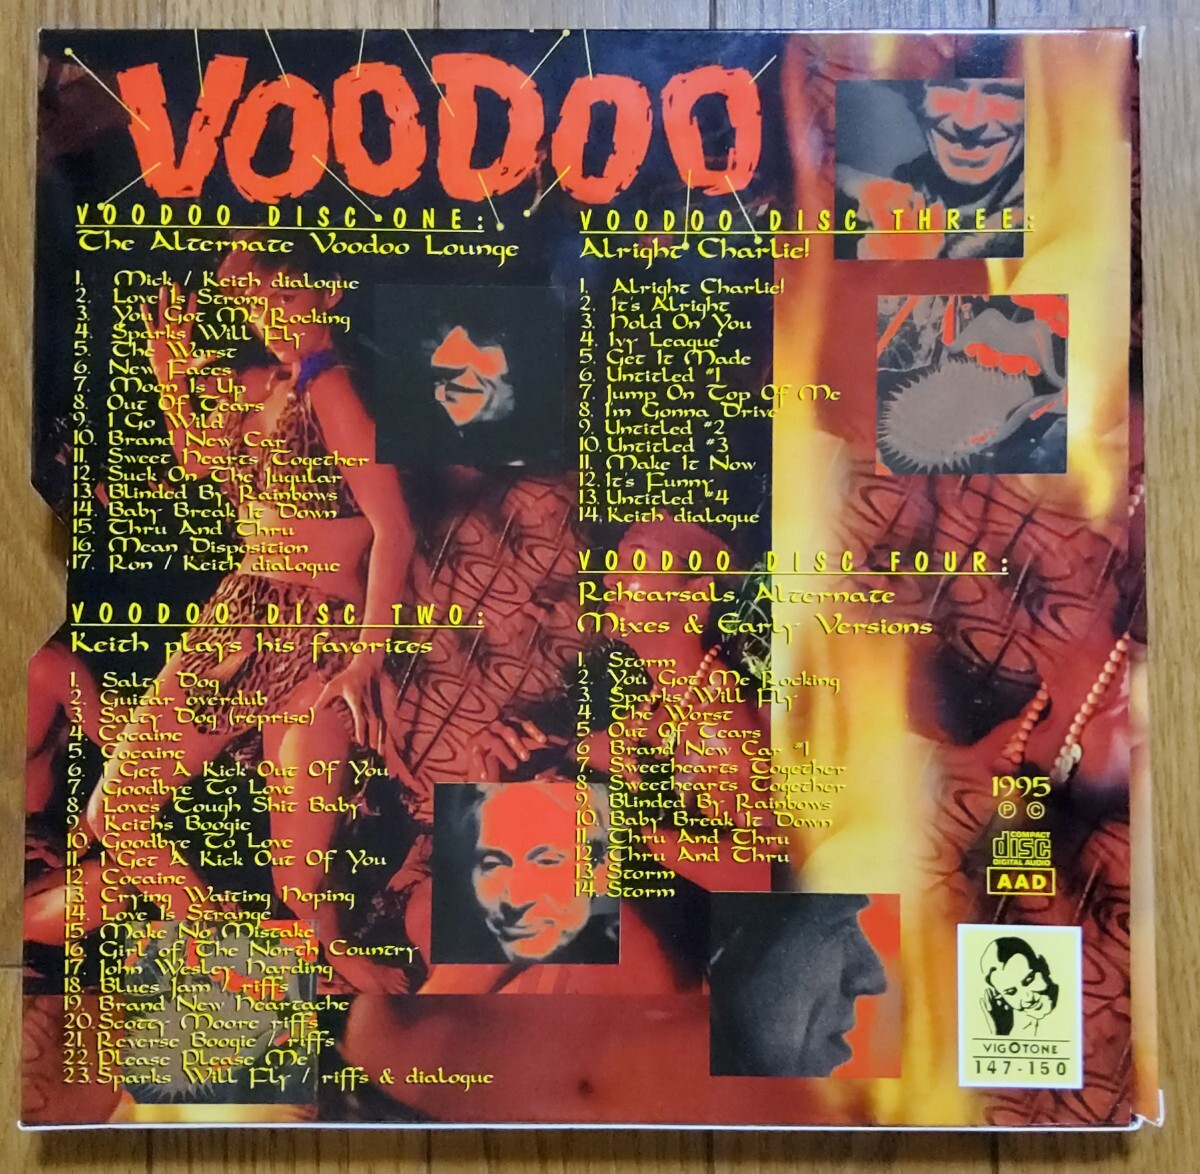 VOODOO
VOODOO DISC ONE:
The Alternate Voodoo Lounge
1. Mick / Keith dialogue
2. Love Is Strong
3. You Got Me Rocking
4. Sparks Will Fly
5. The Worst
6. New Faces
7. Moon Is Up
8. Out Of Tears
9. I Go Wild
10. Brand New Car
11. Sweet Hearts Together
12. Suck On The Jugular
13. Blinded By Rainbows
14. Baby Break It Down
15. Thru And Thru
16. Mean Disposition
17. Ron / Keith dialogue
VOODOO DISC TWO:
Keith plays his favorites
1. Salty Dog
2. Guitar overdub
3. Salty Dog (reprise)
4. Cocaine
5. Cocaine
6. I Get A Kick Out Of You
7. Goodbye To Love
8. Love's Tough Shit Baby
9. Keiths Boogie
10. Goodbye To Love
11. I Get A Kick Out Of You
12. Cocaine
13. Crying Waiting Hoping
14. Love Is Strange
15. Make No Mistake
16. Girl of The North Country
17. John Wesley Harding
18. Blues Jam / riffs
19. Brand New Heartache
20. Scotty Moore riffs
21. Reverse Boogie / riffs
22. Please Please Me
23. Sparks Will Fly / riffs & dialogue
VOODOO DISC THREE:
Alright Charlie!
1. Alright Charlie!
2. It's Alright
3. Hold On You
4. Ivy League
5. Get It Made
6. Untitled #1
7. Jump On Top Of Me
8. I'm Gonna Drive
9. Untitled #2
10. Untitled #3
11. Make It Now
12. It's Funny
13. Untitled #4
14. Keith dialogue
VOODOO DISC FOUR:
Rehearsals, Alternate
Mixes & Early Versions
1. Storm
2. You Got Me Rocking
3. Sparks Will Fly
4. The Worst
5. Out Of Tears
6 Brand New Car #1
7. Sweethearts Together
8. Sweethearts Together
9. Blinded By Rainbows
10. Baby Break It Down
11. Thru And Thru
12. Thru And Thru
13. Storm
14. Storm
1995
Ⓟ ©
COMPACT
disc
DIGITAL AUDIO
AAD
VIGOTONE
147-150